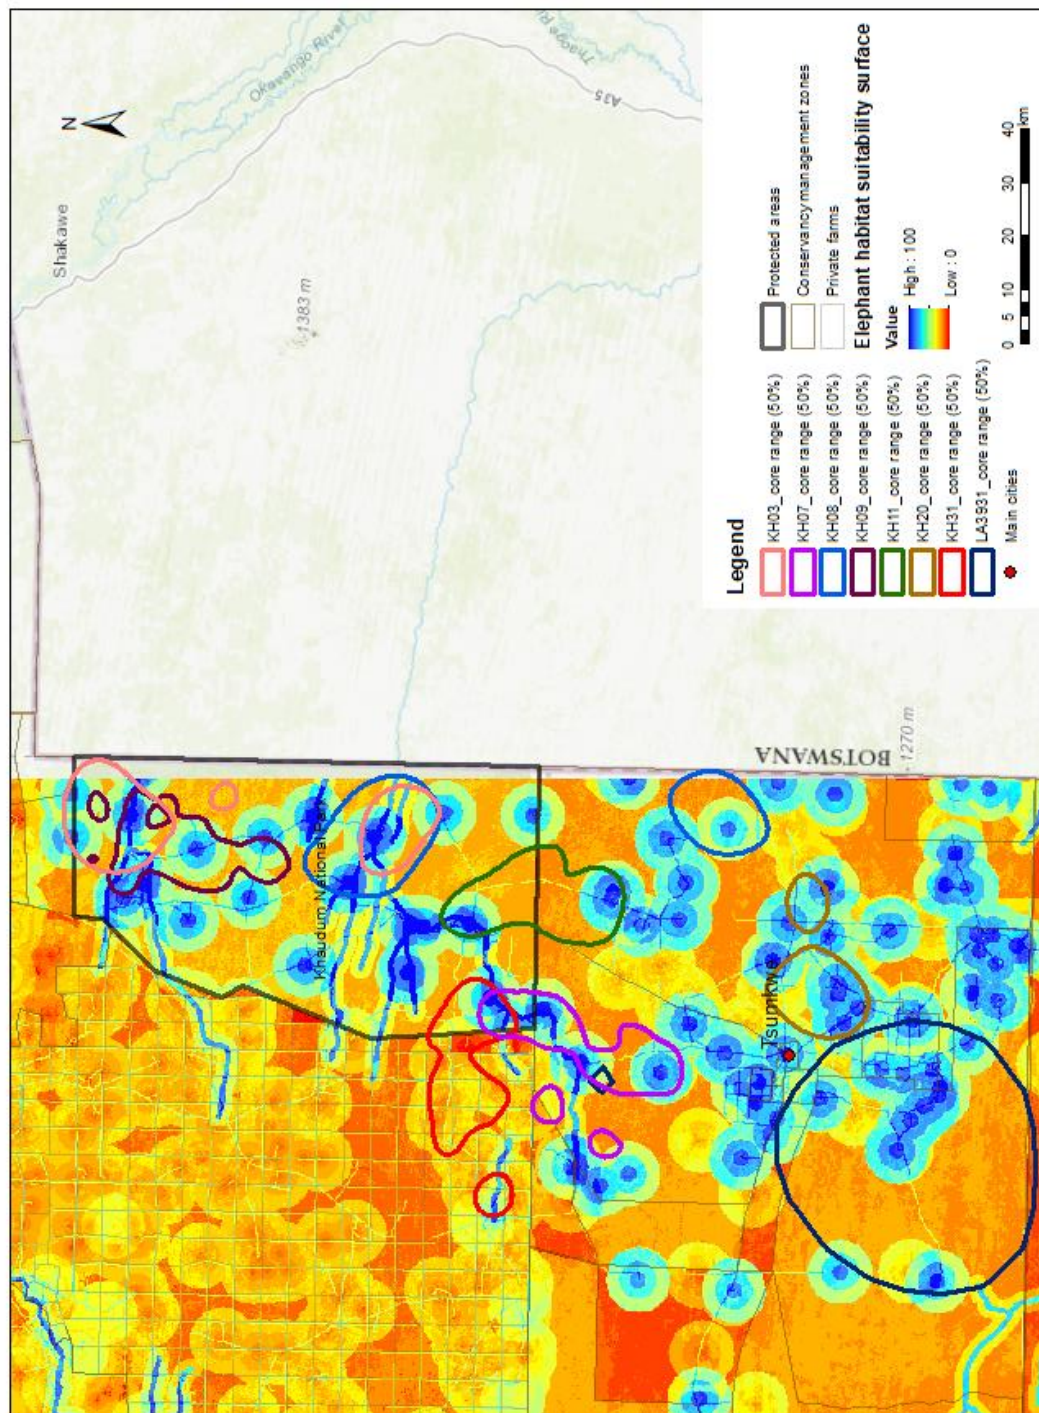 Okavango River
Thaoge Ri
N
Shakawe
A35
1383 m
Khaudum National Park
BOTSWANA
1270 m
Tsumkwe
Legend
KH03_core range (50%)
KH07_core range (50%)
KH08_core range (50%)
KH09_core range (50%)
KH11_core range (50%)
KH20_core range (50%)
KH31_core range (50%)
LA3931_core range (50%)
Main cities
Protected areas
Conservancy management zones
Private farms
Elephant habitat suitability surface
Value
High : 100
Low : 0
0 5 10 20 30 40
km